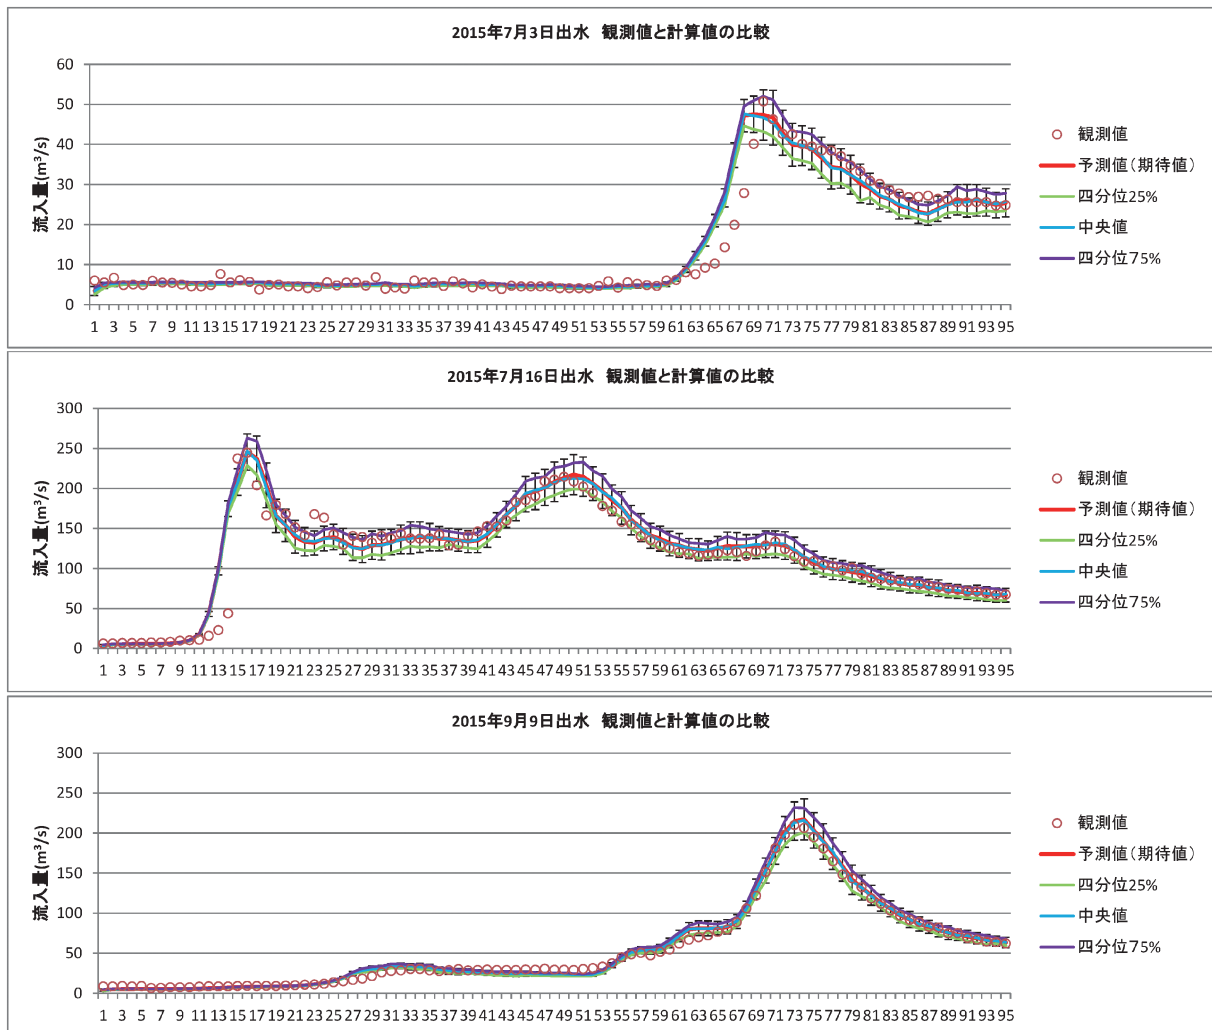 2015年7月3日出水　観測値と計算値の比較
流入量(m³/s)
60
50
40
30
20
10
0
1 3 5 7 9 11 13 15 17 19 21 23 25 27 29 31 33 35 37 39 41 43 45 47 49 51 53 55 57 59 61 63 65 67 69 71 73 75 77 79 81 83 85 87 89 91 93 95
観測値
予測値(期待値)
四分位25%
中央値
四分位75%
2015年7月16日出水　観測値と計算値の比較
流入量(m³/s)
300
250
200
150
100
50
0
1 3 5 7 9 11 13 15 17 19 21 23 25 27 29 31 33 35 37 39 41 43 45 47 49 51 53 55 57 59 61 63 65 67 69 71 73 75 77 79 81 83 85 87 89 91 93 95
観測値
予測値(期待値)
四分位25%
中央値
四分位75%
2015年9月9日出水　観測値と計算値の比較
流入量(m³/s)
300
250
200
150
100
50
0
1 3 5 7 9 11 13 15 17 19 21 23 25 27 29 31 33 35 37 39 41 43 45 47 49 51 53 55 57 59 61 63 65 67 69 71 73 75 77 79 81 83 85 87 89 91 93 95
観測値
予測値(期待値)
四分位25%
中央値
四分位75%